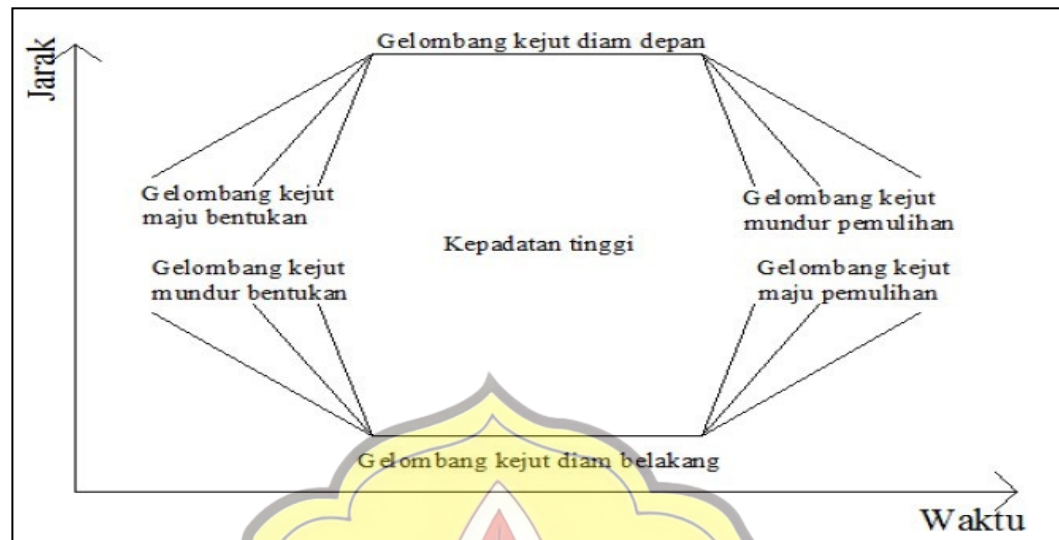 Jarak
Gelombang kejut diam depan
Gelombang kejut
maju bentukan
Gelombang kejut
mundur pemulihan
Kepadatan tinggi
Gelombang kejut
mundur bentukan
Gelombang kejut
maju pemulihan
Gelombang kejut diam belakang
Waktu